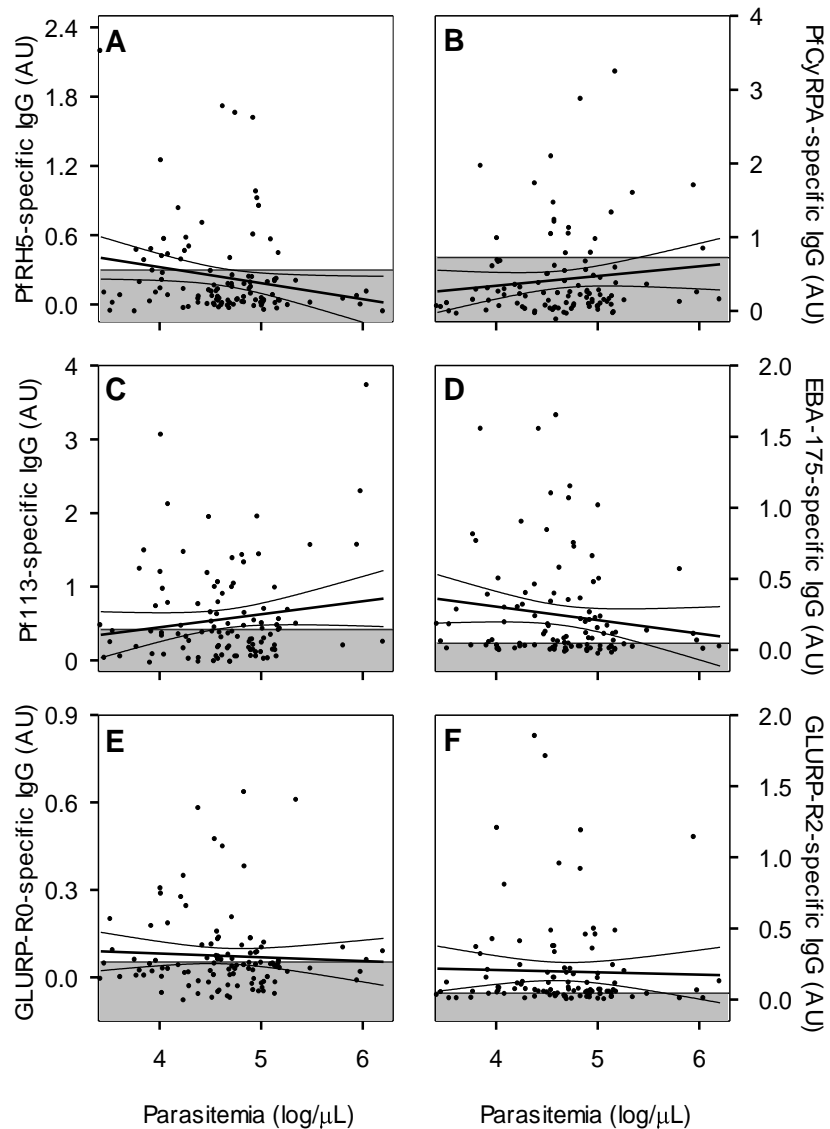 A
2.4
1.8
1.2
0.6
0.0
PfRH5-specific IgG (AU)
B
4
3
2
1
0
PfCyRPA-specific IgG (AU)
C
4
3
2
1
0
Pf113-specific IgG (AU)
D
2.0
1.5
1.0
0.5
0.0
EBA-175-specific IgG (AU)
E
0.9
0.6
0.3
0.0
GLURP-R0-specific IgG (AU)
F
2.0
1.5
1.0
0.5
0.0
GLURP-R2-specific IgG (AU)
4 5 6
4 5 6
Parasitemia (log/μL)
Parasitemia (log/μL)